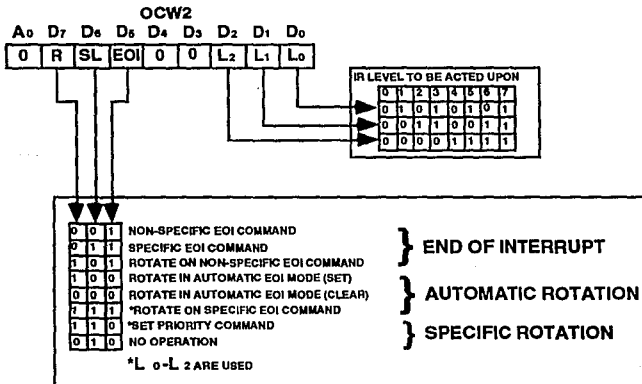 OCW2
A0 D7 D6 D5 D4 D3 D2 D1 D0
0 R SL EOI 0 0 L2 L1 L0
IR LEVEL TO BE ACTED UPON
0 1 2 3 4 5 6 7
0 1 0 1 0 1 0 1
0 0 1 1 0 0 1 1
0 0 0 0 1 1 1 1
0 0 1 NON-SPECIFIC EOI COMMAND
0 1 1 SPECIFIC EOI COMMAND
1 0 1 ROTATE ON NON-SPECIFIC EOI COMMAND
1 0 0 ROTATE IN AUTOMATIC EOI MODE (SET)
0 0 0 ROTATE IN AUTOMATIC EOI MODE (CLEAR)
1 1 1 *ROTATE ON SPECIFIC EOI COMMAND
1 1 0 *SET PRIORITY COMMAND
0 1 0 NO OPERATION
} END OF INTERRUPT
} AUTOMATIC ROTATION
} SPECIFIC ROTATION
*L 0-L 2 ARE USED